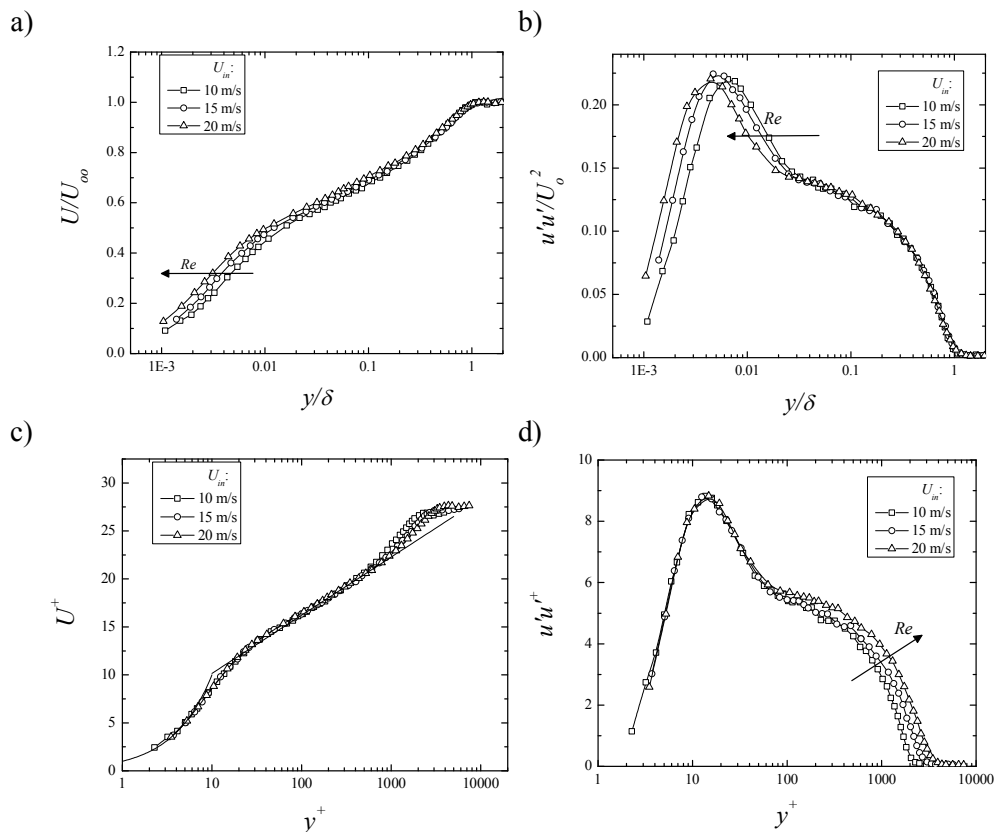 a)
1.2
1.0
0.8
0.6
0.4
0.2
0.0
U/U_oo
U_in:
10 m/s
15 m/s
20 m/s
Re
1E-3
0.01
0.1
1
y/δ
b)
0.20
0.15
0.10
0.05
0.00
u'u'/U_o^2
U_in:
10 m/s
15 m/s
20 m/s
Re
1E-3
0.01
0.1
1
y/δ
c)
30
25
20
15
10
5
0
U^+
U_in:
10 m/s
15 m/s
20 m/s
1
10
100
1000
10000
y^+
d)
10
8
6
4
2
0
u'u'^+
U_in:
10 m/s
15 m/s
20 m/s
Re
1
10
100
1000
10000
y^+